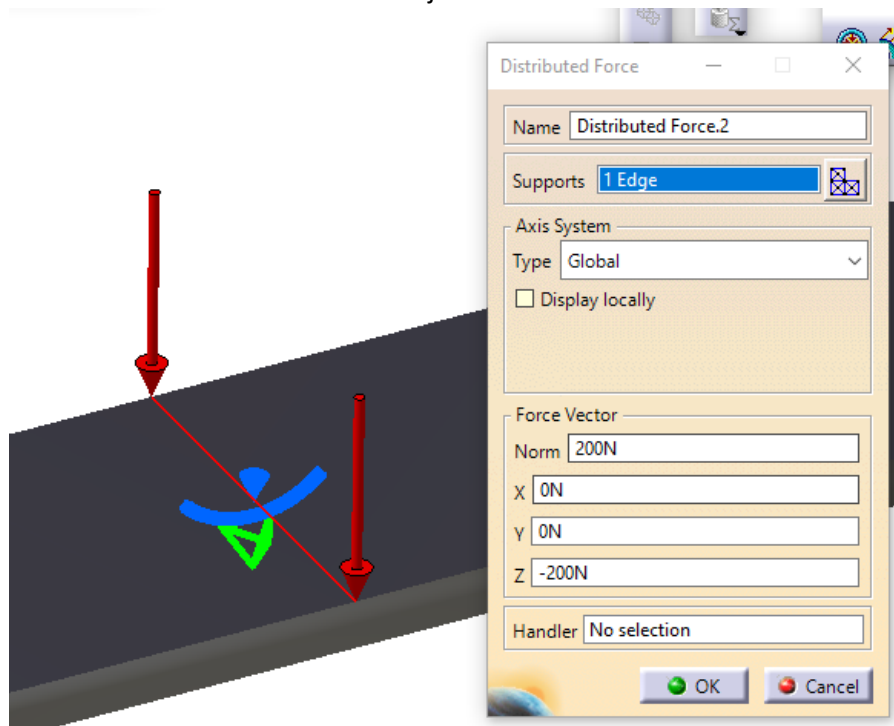 Distributed Force
Name Distributed Force.2
Supports 1 Edge
Axis System
Type Global
Display locally
Force Vector
Norm 200N
X 0N
Y 0N
Z -200N
Handler No selection
OK Cancel